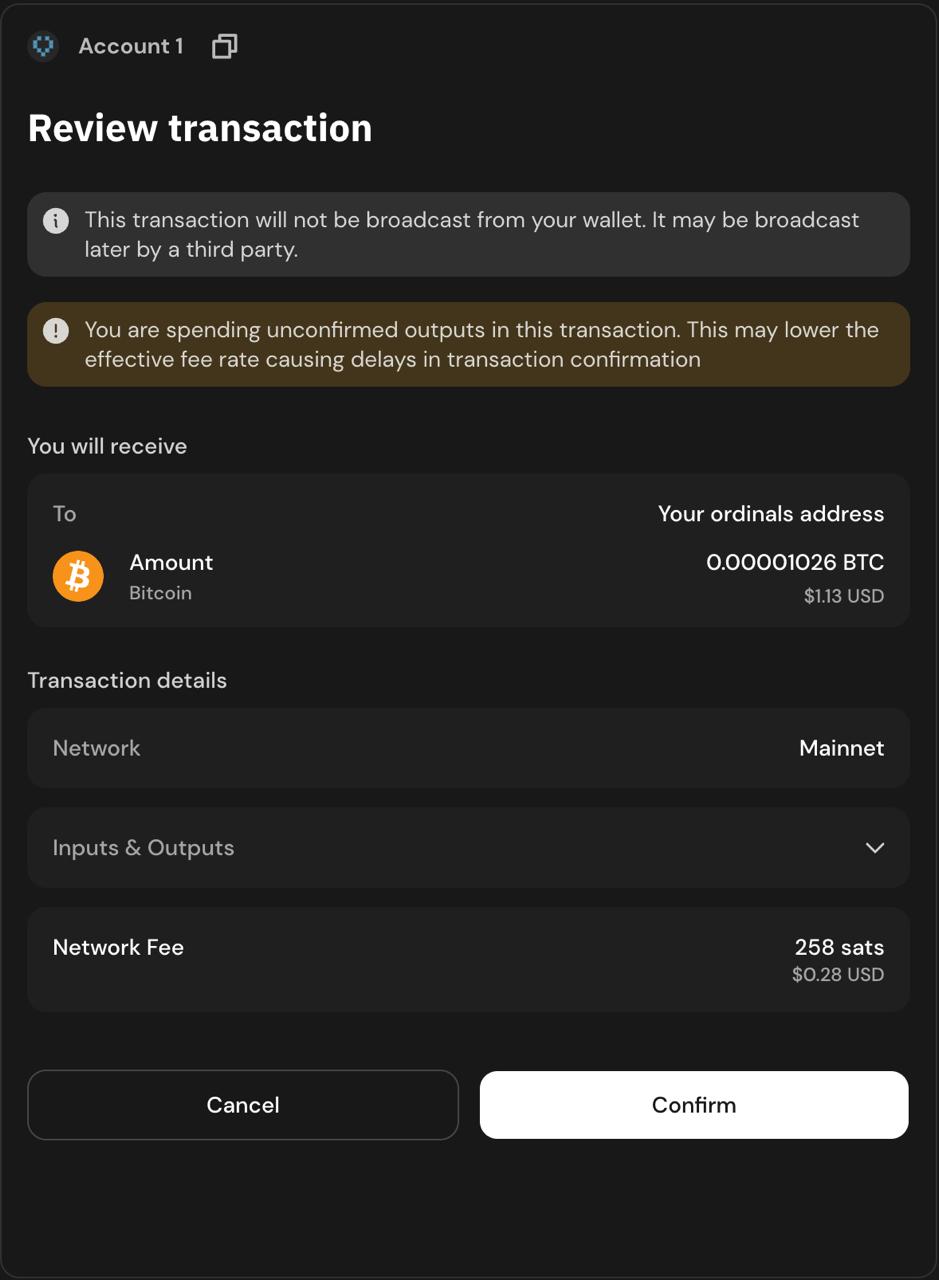 Account 1
Review transaction
This transaction will not be broadcast from your wallet. It may be broadcast
later by a third party.
You are spending unconfirmed outputs in this transaction. This may lower the
effective fee rate causing delays in transaction confirmation
You will receive
To Your ordinals address
Amount 0.00001026 BTC
Bitcoin $1.13 USD
Transaction details
Network Mainnet
Inputs & Outputs
Network Fee 258 sats
$0.28 USD
Cancel Confirm